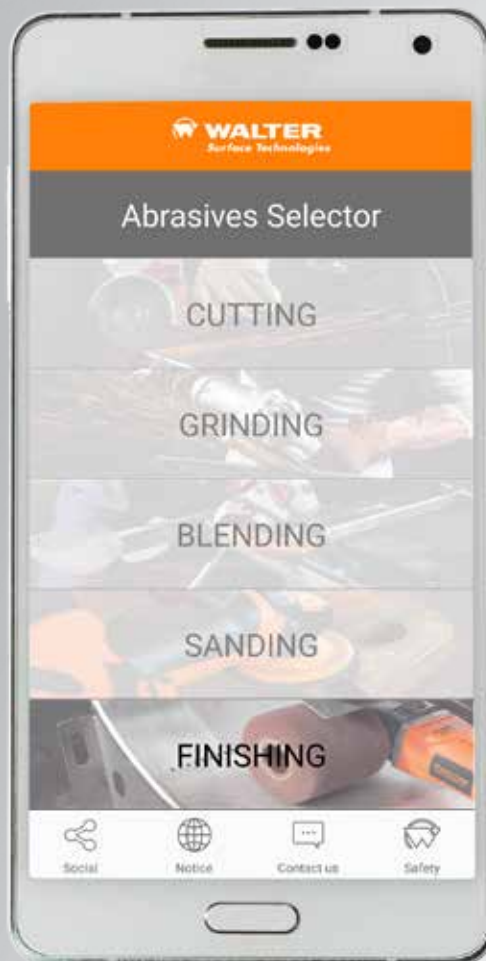 WALTER
Surface Technologies
Abrasives Selector
CUTTING
GRINDING
BLENDING
SANDING
FINISHING
Social
Notice
Contact us
Safety